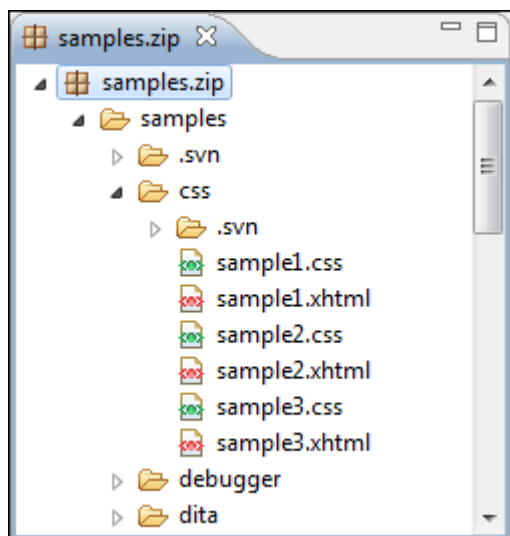 samples.zip
samples.zip
samples
.svn
css
.svn
sample1.css
sample1.xhtml
sample2.css
sample2.xhtml
sample3.css
sample3.xhtml
debugger
dita